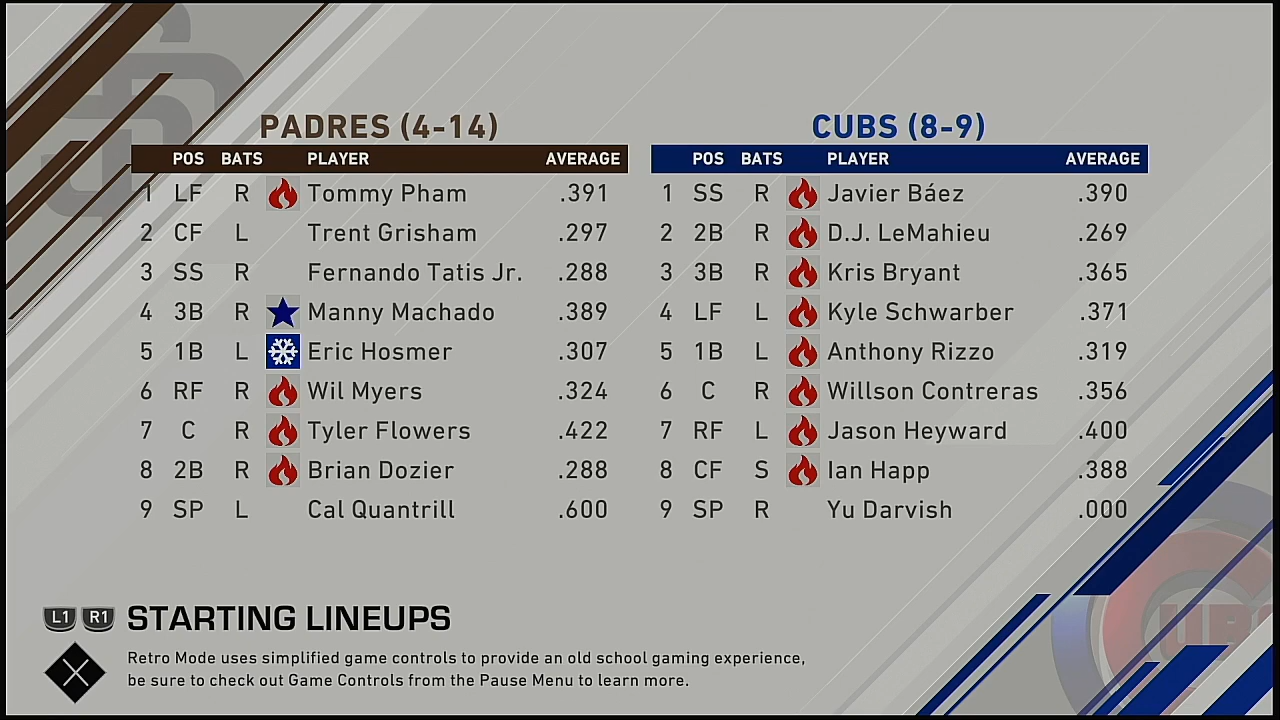 PADRES (4-14)
POS BATS PLAYER AVERAGE
1 LF R Tommy Pham .391
2 CF L Trent Grisham .297
3 SS R Fernando Tatis Jr. .288
4 3B R Manny Machado .389
5 1B L Eric Hosmer .307
6 RF R Wil Myers .324
7 C R Tyler Flowers .422
8 2B R Brian Dozier .288
9 SP L Cal Quantrill .600
CUBS (8-9)
POS BATS PLAYER AVERAGE
1 SS R Javier Báez .390
2 2B R D.J. LeMahieu .269
3 3B R Kris Bryant .365
4 LF L Kyle Schwarber .371
5 1B L Anthony Rizzo .319
6 C R Willson Contreras .356
7 RF L Jason Heyward .400
8 CF S Ian Happ .388
9 SP R Yu Darvish .000
L1 R1 STARTING LINEUPS
Retro Mode uses simplified game controls to provide an old school gaming experience,
be sure to check out Game Controls from the Pause Menu to learn more.